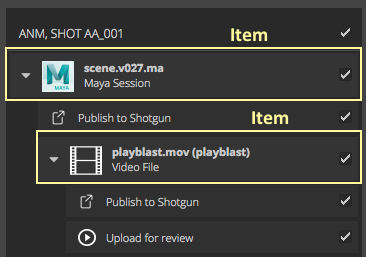 Item
ANM, SHOT AA_001
scene.v027.ma
MAYA
Maya Session
Publish to Shotgun
Item
playblast.mov (playblast)
Video File
Publish to Shotgun
Upload for review